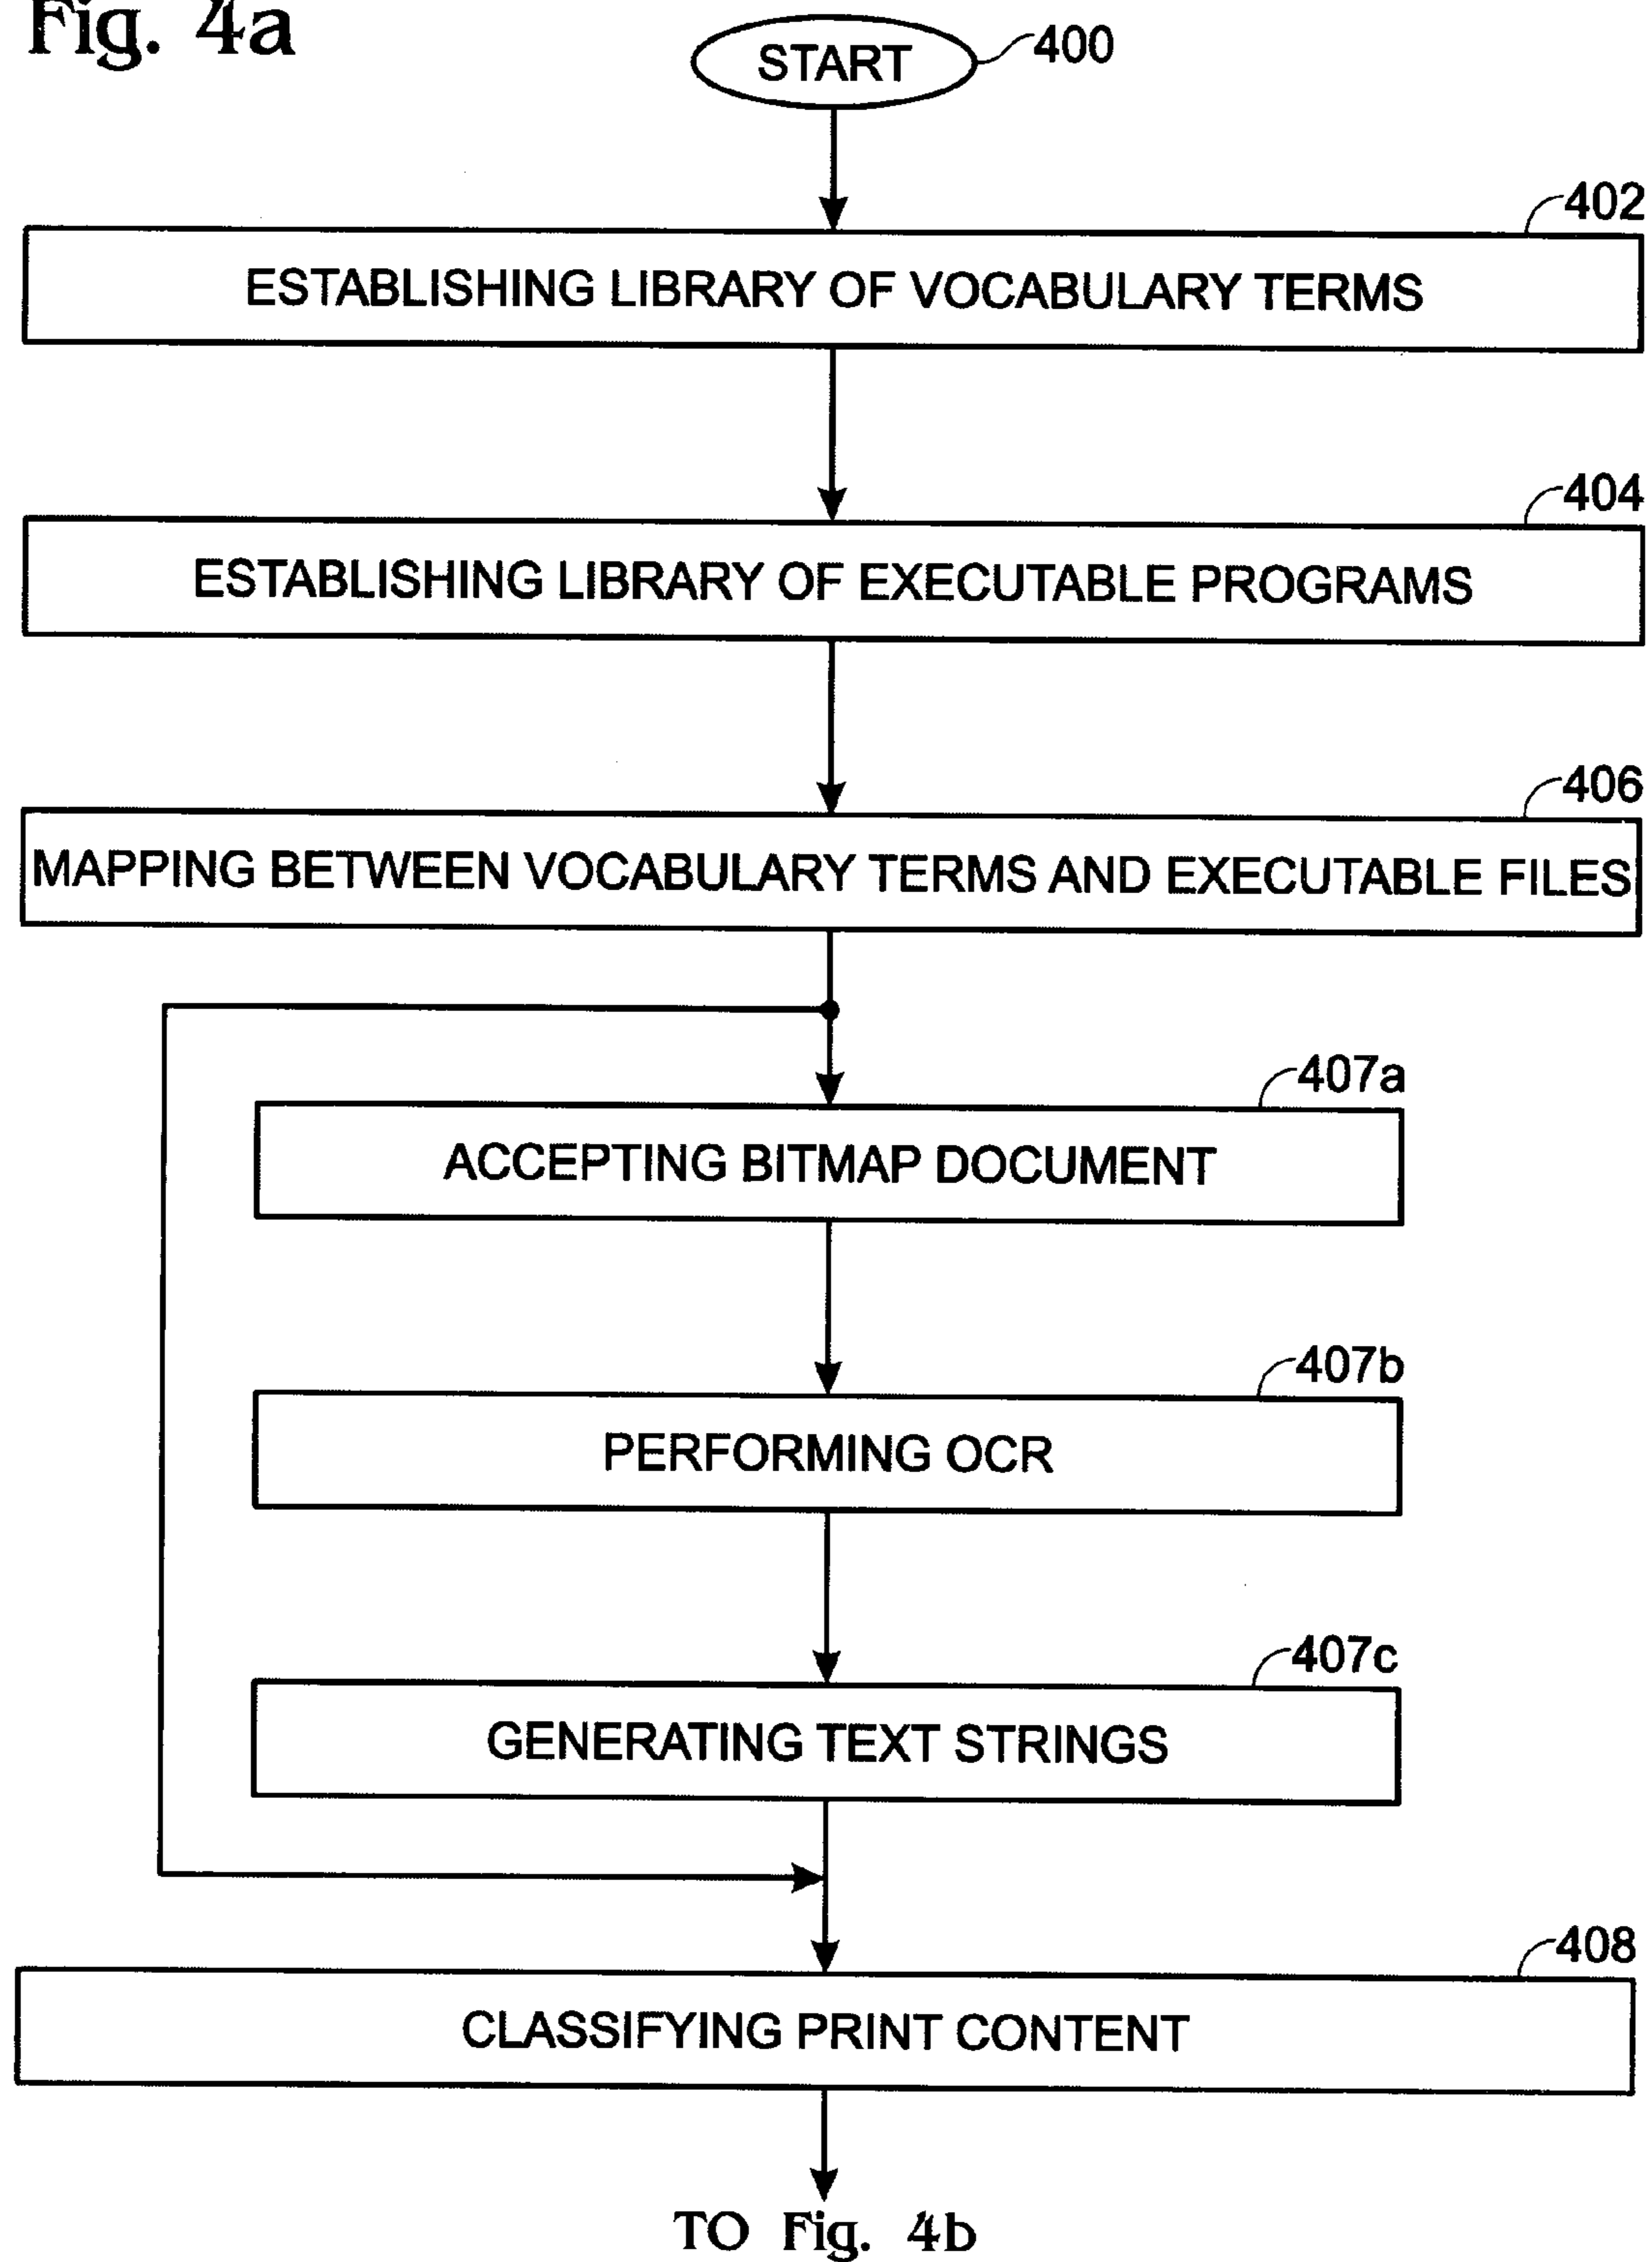 Fig. 4a
START
400
402
ESTABLISHING LIBRARY OF VOCABULARY TERMS
404
ESTABLISHING LIBRARY OF EXECUTABLE PROGRAMS
406
MAPPING BETWEEN VOCABULARY TERMS AND EXECUTABLE FILES
407a
ACCEPTING BITMAP DOCUMENT
407b
PERFORMING OCR
407c
GENERATING TEXT STRINGS
408
CLASSIFYING PRINT CONTENT
TO Fig. 4b